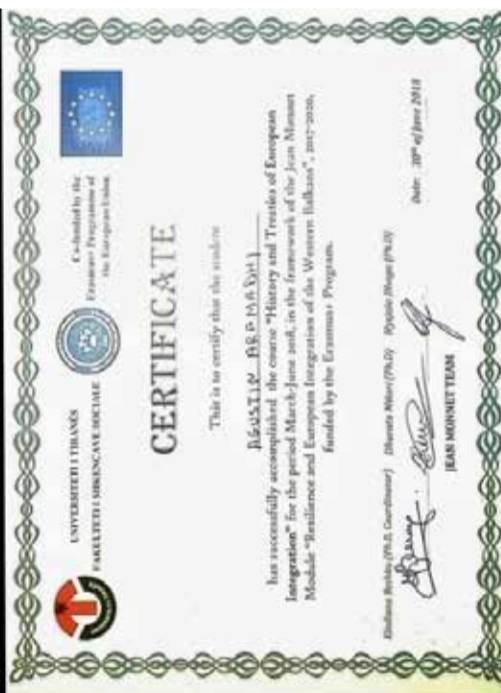 UNIVERSITETI I TIRANËS
FAKULTETI I SHKENCAVE SOCIALE
Co-funded by the
Erasmus+ Programme of
the European Union
CERTIFICATE
This is to certify that the student
has successfully accomplished the course "History and Treaties of European
Integration" for the period March-June 2018, in the framework of the Jean Monnet
Module "Resilience and European Integration of the Western Balkans", 2017-2020,
funded by the Erasmus+ Program.
(Ph.D, Coordinator)
(Ph.D)
(Ph.D)
JEAN MONNET TEAM
Date: 30th of June 2018